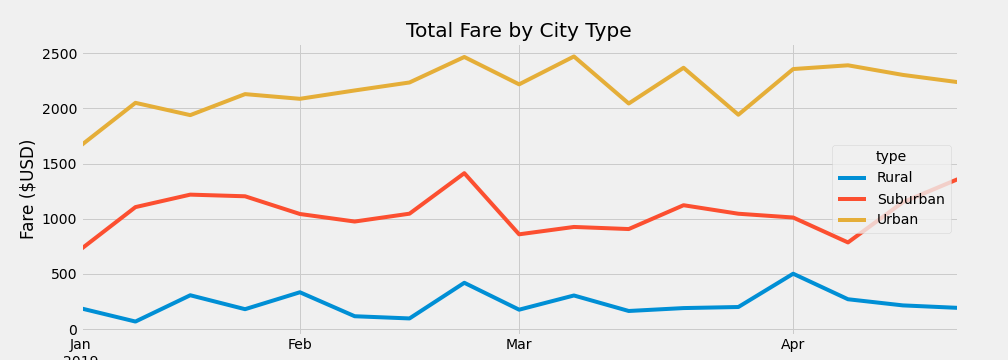 Total Fare by City Type
Fare ($USD)
2500
2000
1500
1000
500
0
type
Rural
Suburban
Urban
Jan
Feb
Mar
Apr
2019